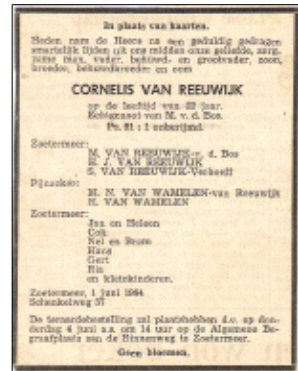 In plaats van kaarten.
Heden nam de Heere na een geduldig gedragen
smartelijk lijden uit ons midden onze geliefde, zorg-
zame man, vader, behuwd- en grootvader, zoon,
broeder, behuwdbroeder en oom
CORNELIS VAN REEUWIJK
op de leeftijd van jaar.
Echtgenoot van M. v. d. Bos.
Ps. 81 : 1 onberijmd.
Zoetermeer:
M. VAN REEUWIJK-v. d. Bos
H. J. VAN REEUWIJK
S. VAN REEUWIJK-Verhoeff
Pijnacker:
M. N. VAN WAMELEN-van Reeuwijk
H. VAN WAMELEN
Zoetermeer:
Jan en Heleen
Cok
Nel en Bram
Hans
Gert
Ria
en kleinkinderen.
Zoetermeer, 1 juni 1964
Schenkelweg 37
De teraardebestelling zal plaatshebben d.v. op don-
derdag 4 juni a.s. om 14 uur op de Algemene Be-
graafplaats aan de Binnenweg te Zoetermeer.
Geen bloemen.